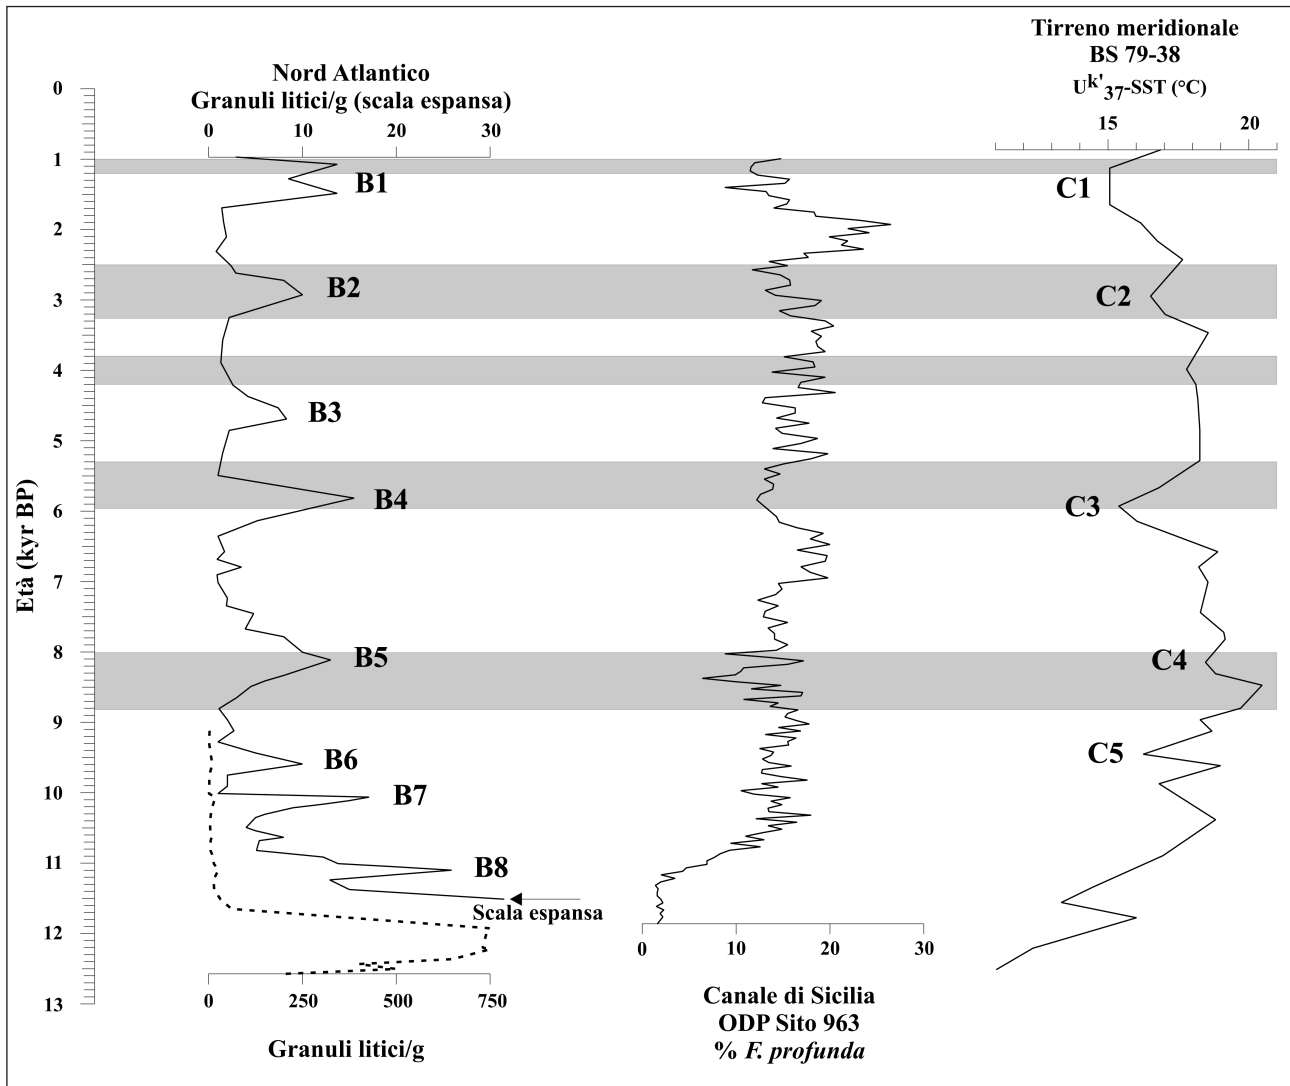 Tirreno meridionale
BS 79-38
Uk'37-SST (°C)
15 20
Nord Atlantico
Granuli litici/g (scala espansa)
0 10 20 30
Età (kyr BP)
0
1
2
3
4
5
6
7
8
9
10
11
12
13
B1
B2
B3
B4
B5
B6
B7
B8
Scala espansa
C1
C2
C3
C4
C5
0 250 500 750
Granuli litici/g
0 10 20 30
Canale di Sicilia
ODP Sito 963
% F. profunda